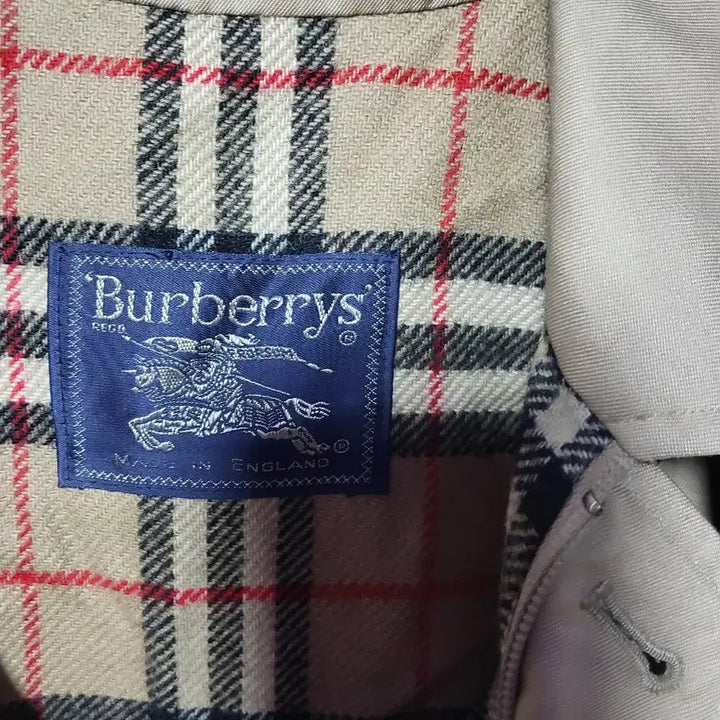 'Burberrys'
REGD ®
®
MADE IN ENGLAND